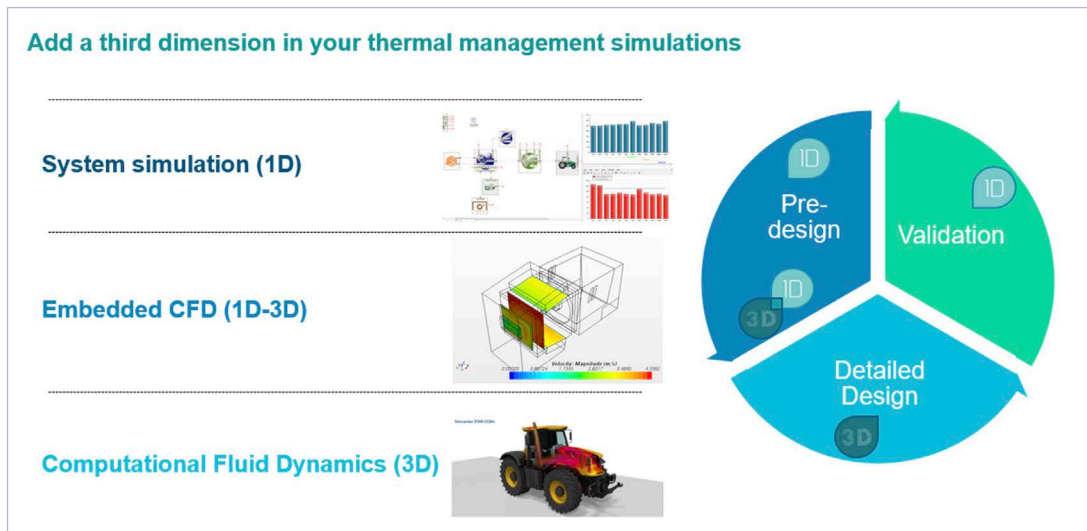 Add a third dimension in your thermal management simulations
System simulation (1D)
Embedded CFD (1D-3D)
Velocity: Magnitude (m/s)
Computational Fluid Dynamics (3D)
1D
Pre-
design
1D
3D
1D
Validation
Detailed
Design
3D